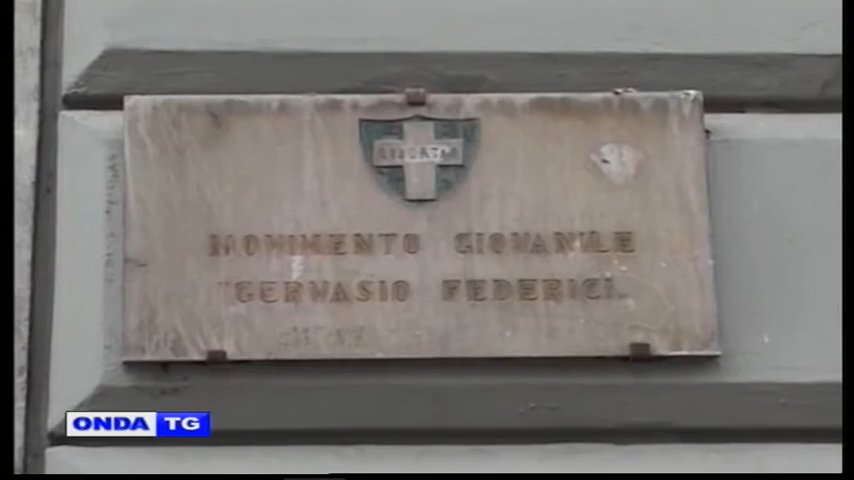 LIBERTAS
MOVIMENTO GIOVANILE
"GERVASIO FEDERICI"
ONDA TG